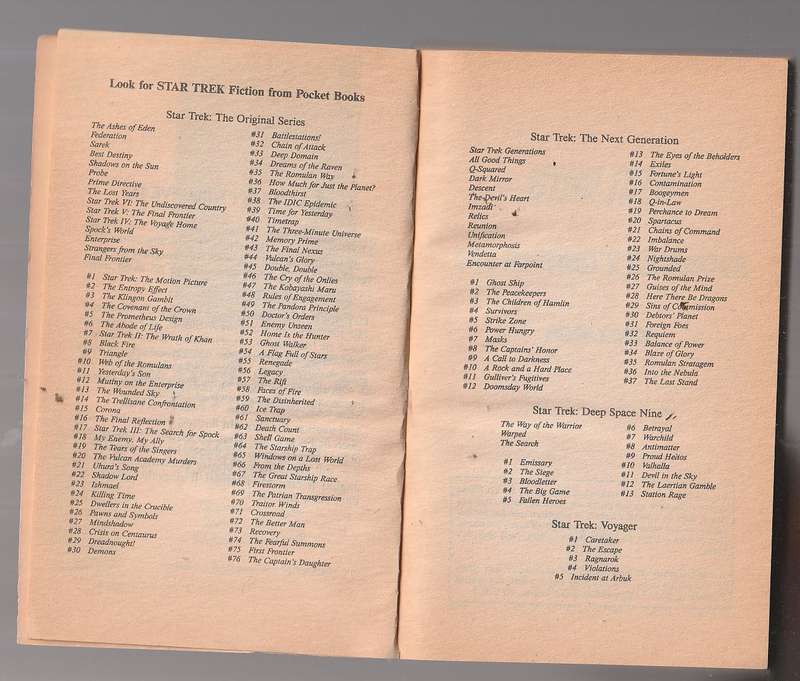 Look for STAR TREK Fiction from Pocket Books
Star Trek: The Original Series
The Ashes of Eden
Federation
Sarek
Best Destiny
Shadows on the Sun
Probe
Prime Directive
The Lost Years
Star Trek VI: The Undiscovered Country
Star Trek V: The Final Frontier
Star Trek IV: The Voyage Home
Spock's World
Enterprise
Strangers from the Sky
Final Frontier
#1 Star Trek: The Motion Picture
#2 The Entropy Effect
#3 The Klingon Gambit
#4 The Covenant of the Crown
#5 The Prometheus Design
#6 The Abode of Life
#7 Star Trek II: The Wrath of Khan
#8 Black Fire
#9 Triangle
#10 Web of the Romulans
#11 Yesterday's Son
#12 Mutiny on the Enterprise
#13 The Wounded Sky
#14 The Trellisane Confrontation
#15 Corona
#16 The Final Reflection
#17 Star Trek III: The Search for Spock
#18 My Enemy, My Ally
#19 The Tears of the Singers
#20 The Vulcan Academy Murders
#21 Uhura's Song
#22 Shadow Lord
#23 Ishmael
#24 Killing Time
#25 Dwellers in the Crucible
#26 Pawns and Symbols
#27 Mindshadow
#28 Crisis on Centaurus
#29 Dreadnought!
#30 Demons
#31 Battlestations!
#32 Chain of Attack
#33 Deep Domain
#34 Dreams of the Raven
#35 The Romulan Way
#36 How Much for Just the Planet?
#37 Bloodthirst
#38 The IDIC Epidemic
#39 Time for Yesterday
#40 Timetrap
#41 The Three-Minute Universe
#42 Memory Prime
#43 The Final Nexus
#44 Vulcan's Glory
#45 Double, Double
#46 The Cry of the Onlies
#47 The Kobayashi Maru
#48 Rules of Engagement
#49 The Pandora Principle
#50 Doctor's Orders
#51 Enemy Unseen
#52 Home Is the Hunter
#53 Ghost Walker
#54 A Flag Full of Stars
#55 Renegade
#56 Legacy
#57 The Rift
#58 Faces of Fire
#59 The Disinherited
#60 Ice Trap
#61 Sanctuary
#62 Death Count
#63 Shell Game
#64 The Starship Trap
#65 Windows on a Lost World
#66 From the Depths
#67 The Great Starship Race
#68 Firestorm
#69 The Patrian Transgression
#70 Traitor Winds
#71 Crossroad
#72 The Better Man
#73 Recovery
#74 The Fearful Summons
#75 First Frontier
#76 The Captain's Daughter
Star Trek: The Next Generation
Star Trek Generations
All Good Things
Q-Squared
Dark Mirror
Descent
The Devil's Heart
Imzadi
Relics
Reunion
Unification
Metamorphosis
Vendetta
Encounter at Farpoint
#1 Ghost Ship
#2 The Peacekeepers
#3 The Children of Hamlin
#4 Survivors
#5 Strike Zone
#6 Power Hungry
#7 Masks
#8 The Captains' Honor
#9 A Call to Darkness
#10 A Rock and a Hard Place
#11 Gulliver's Fugitives
#12 Doomsday World
#13 The Eyes of the Beholders
#14 Exiles
#15 Fortune's Light
#16 Contamination
#17 Boogeymen
#18 Q-in-Law
#19 Perchance to Dream
#20 Spartacus
#21 Chains of Command
#22 Imbalance
#23 War Drums
#24 Nightshade
#25 Grounded
#26 The Romulan Prize
#27 Guises of the Mind
#28 Here There Be Dragons
#29 Sins of Commission
#30 Debtors' Planet
#31 Foreign Foes
#32 Requiem
#33 Balance of Power
#34 Blaze of Glory
#35 Romulan Stratagem
#36 Into the Nebula
#37 The Last Stand
Star Trek: Deep Space Nine
The Way of the Warrior
Warped
The Search
#1 Emissary
#2 The Siege
#3 Bloodletter
#4 The Big Game
#5 Fallen Heroes
#6 Betrayal
#7 Warchild
#8 Antimatter
#9 Proud Helios
#10 Valhalla
#11 Devil in the Sky
#12 The Laertian Gamble
#13 Station Rage
Star Trek: Voyager
#1 Caretaker
#2 The Escape
#3 Ragnarok
#4 Violations
#5 Incident at Arbuk